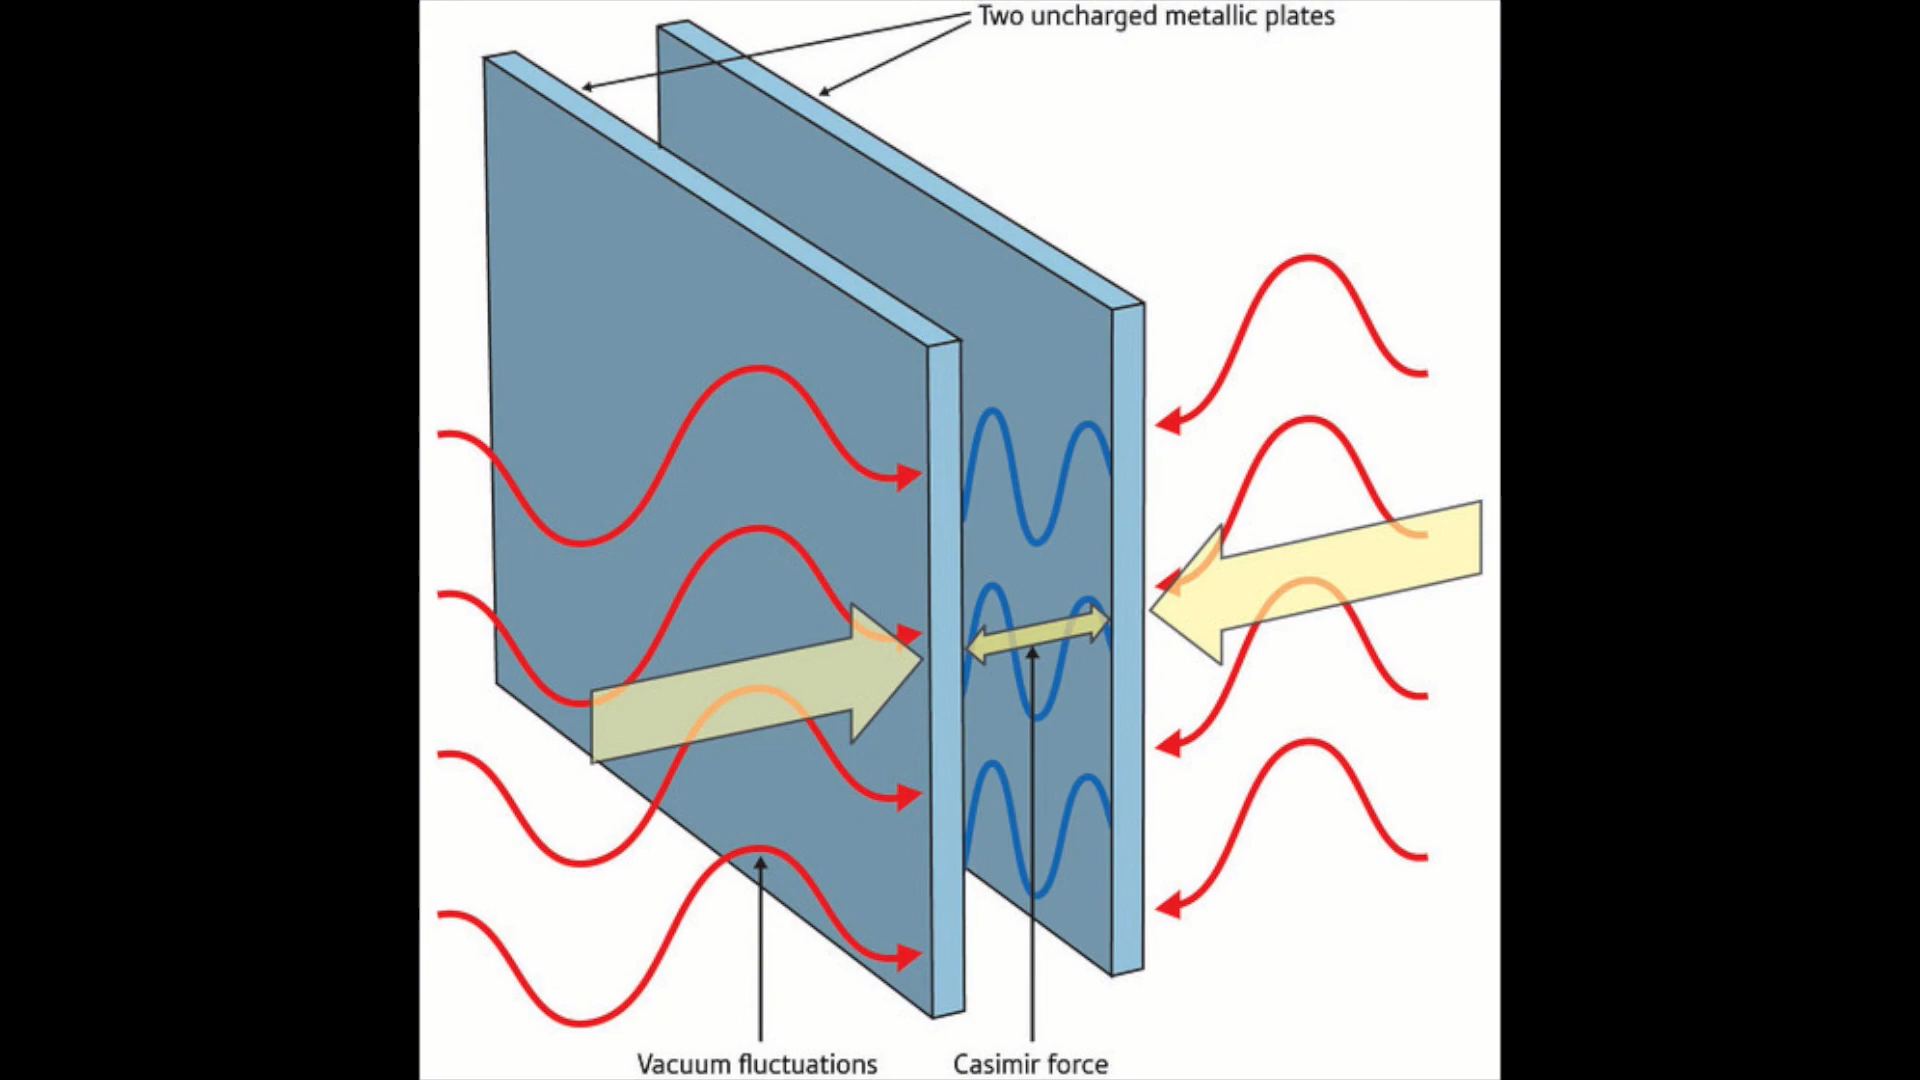 Two uncharged metallic plates
Vacuum fluctuations
Casimir force